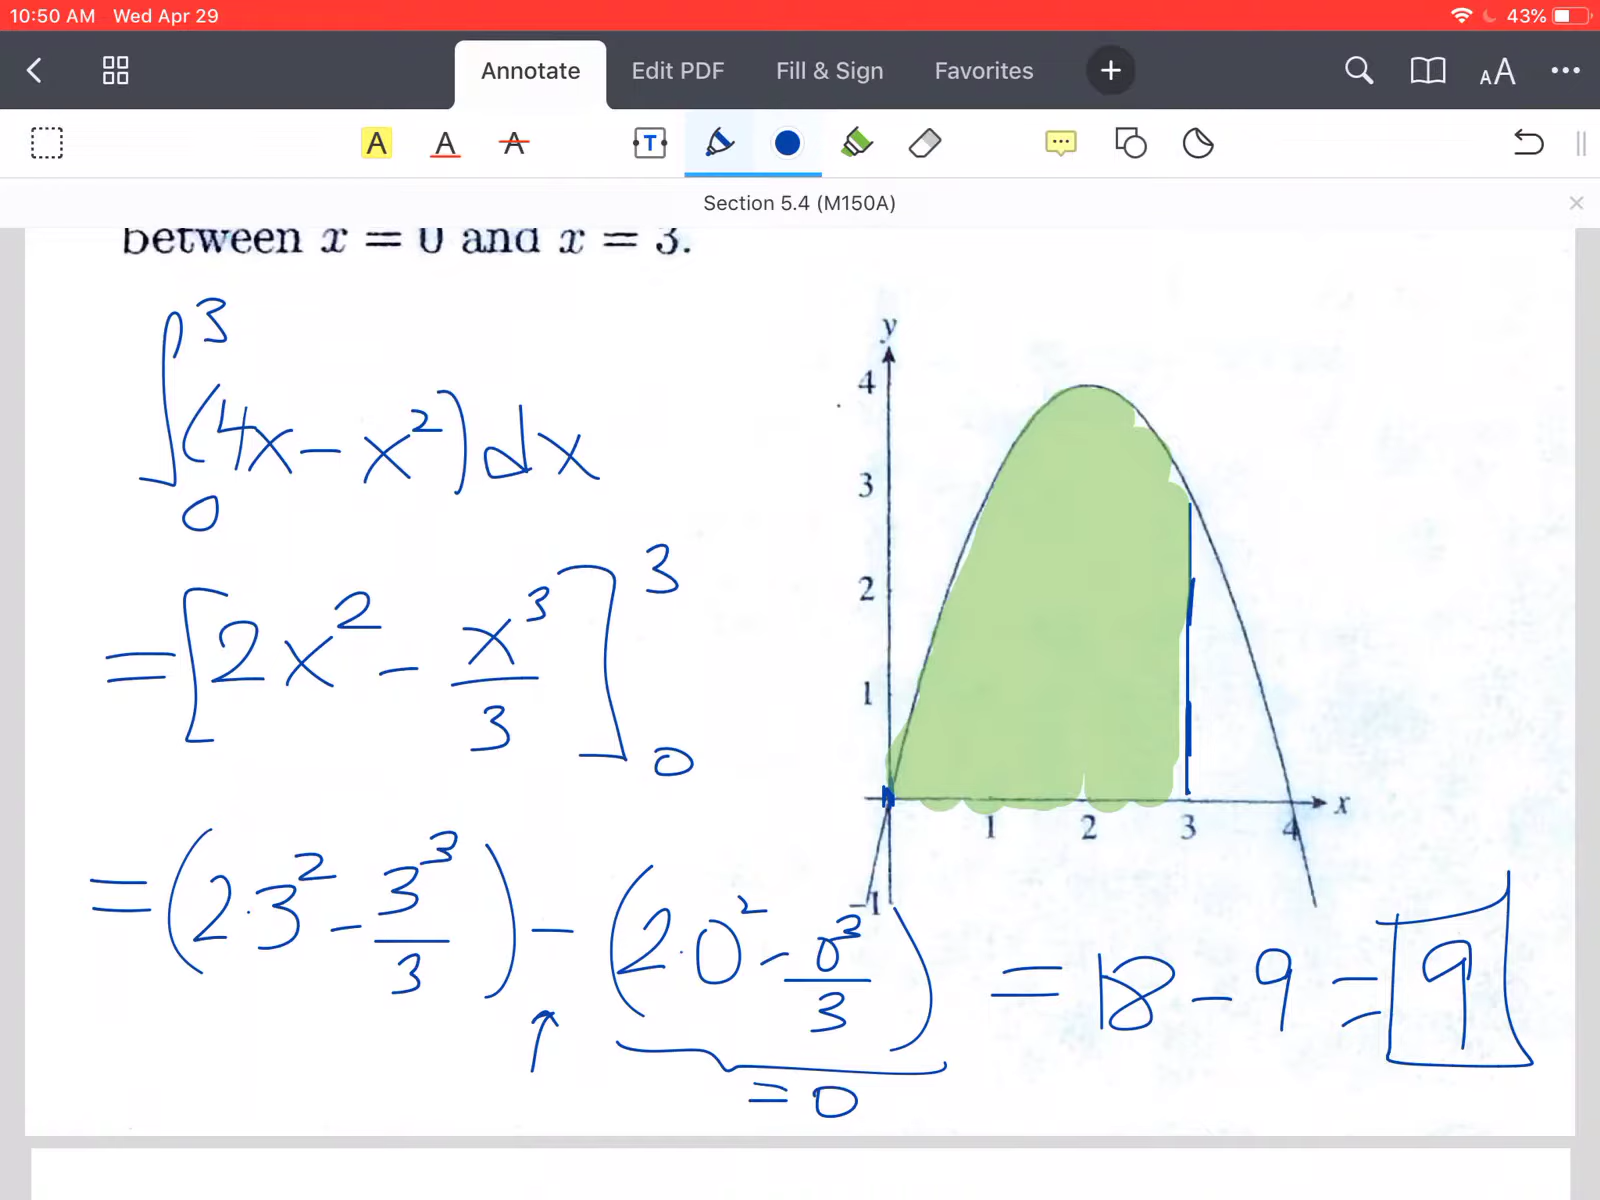 10:50 AM Wed Apr 29 43%
Annotate Edit PDF Fill & Sign Favorites +
A A A T AA
Section 5.4 (M150A)
between x = 0 and x = 3.
∫₀³ (4x − x²) dx
= [2x² − x³/3]₀³
= (2·3² − 3³/3) − (2·0² − 0³/3) = 18 − 9 = 9
= 0
y
4
3
2
1
−1
1 2 3 4 x